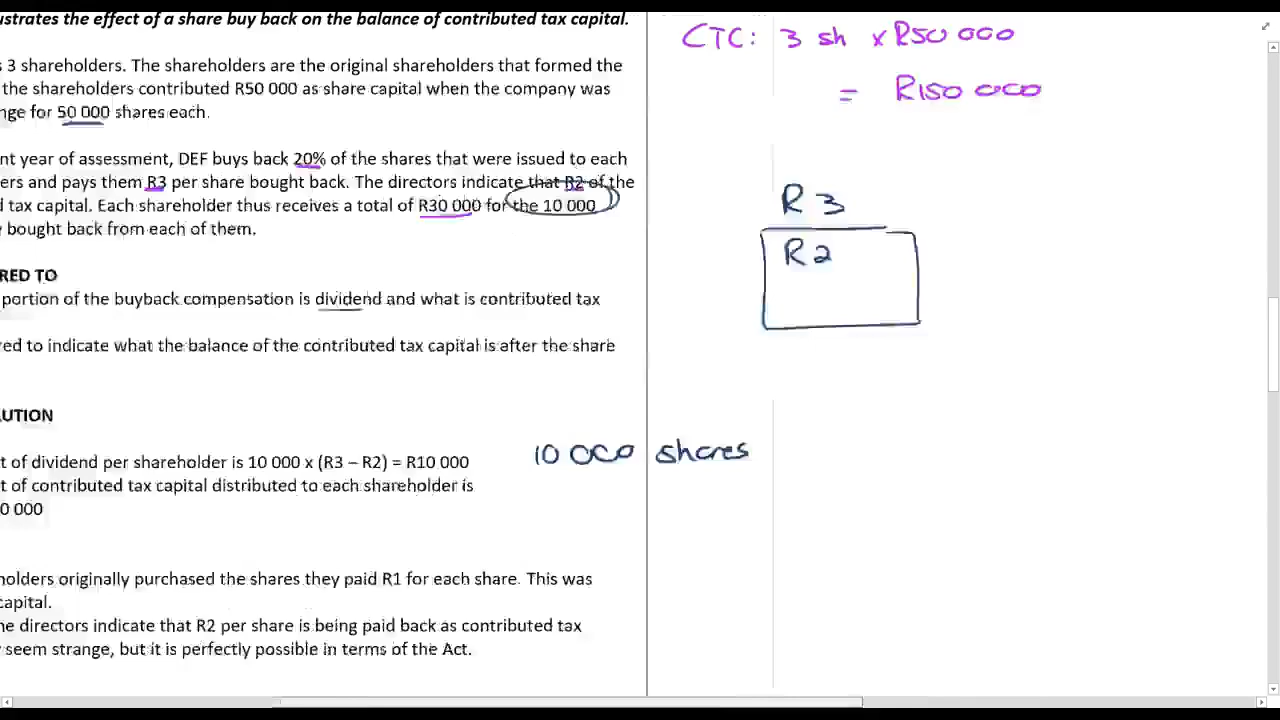 ustrates the effect of a share buy back on the balance of contributed tax capital.
s 3 shareholders. The shareholders are the original shareholders that formed the
the shareholders contributed R50 000 as share capital when the company was
nge for 50 000 shares each.
nt year of assessment, DEF buys back 20% of the shares that were issued to each
ers and pays them R3 per share bought back. The directors indicate that R2 of the
d tax capital. Each shareholder thus receives a total of R30 000 for the 10 000
y bought back from each of them.
RED TO
portion of the buyback compensation is dividend and what is contributed tax
red to indicate what the balance of the contributed tax capital is after the share
UTION
t of dividend per shareholder is 10 000 x (R3 – R2) = R10 000
t of contributed tax capital distributed to each shareholder is
0 000
holders originally purchased the shares they paid R1 for each share. This was
capital.
he directors indicate that R2 per share is being paid back as contributed tax
y seem strange, but it is perfectly possible in terms of the Act.
CTC: 3 sh x R50 000
= R150 000
R3
R2
10 000 shares